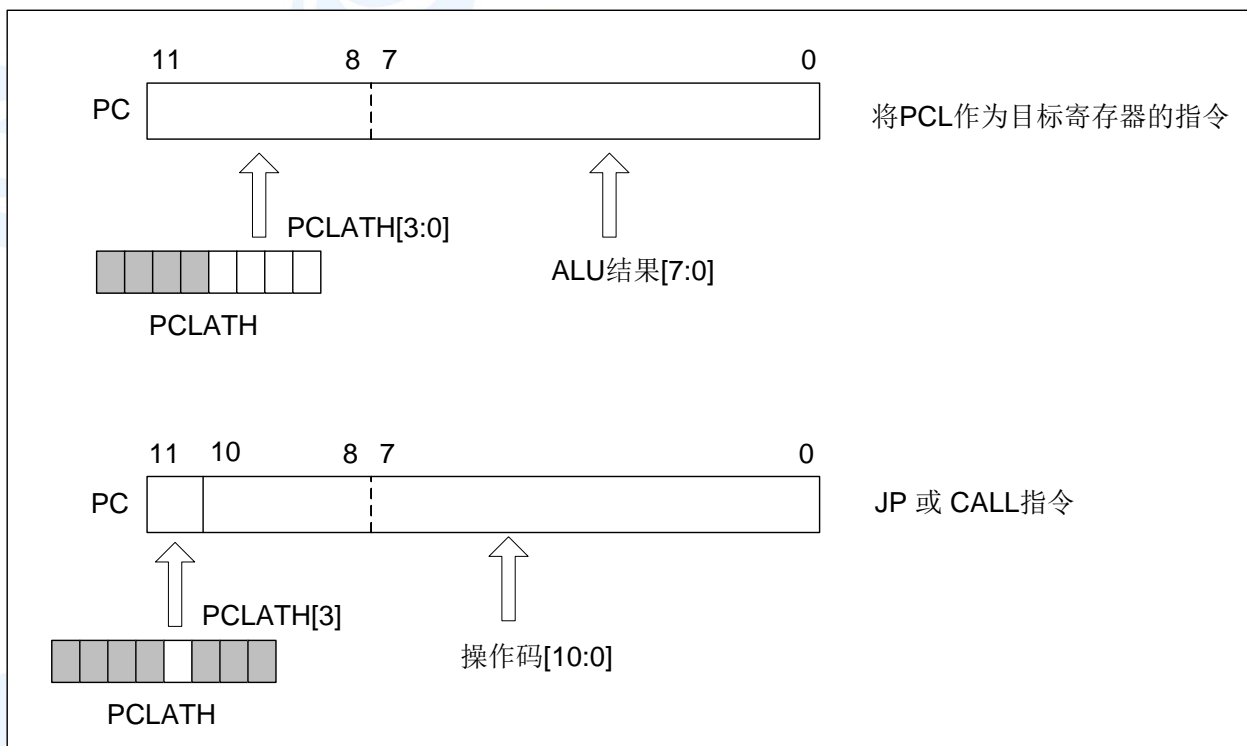 11 8 7 0
PC
将PCL作为目标寄存器的指令
PCLATH[3:0]
ALU结果[7:0]
PCLATH
11 10 8 7 0
PC
JP 或 CALL指令
PCLATH[3]
操作码[10:0]
PCLATH